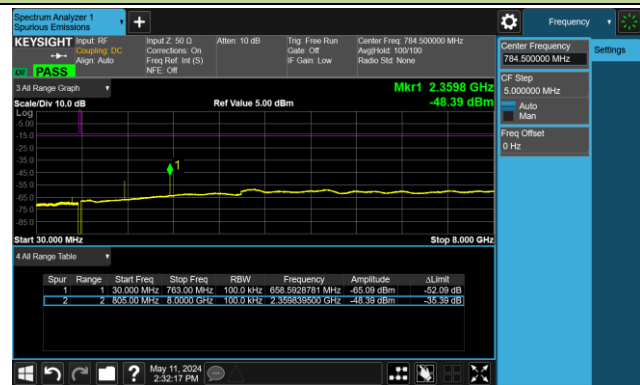 Spectrum Analyzer 1
Spurious Emissions
Frequency
KEYSIGHT
Input: RF
Coupling: DC
Align: Auto
Input Z: 50 Ω
Corrections: On
Freq Ref: Int (S)
NFE: Off
Atten: 10 dB
Trig: Free Run
Gate: Off
IF Gain: Low
Center Freq: 784.500000 MHz
Avg|Hold: 100/100
Radio Std: None
PASS
Center Frequency
784.500000 MHz
Settings
CF Step
5.000000 MHz
Auto
Man
Freq Offset
0 Hz
3 All Range Graph
Mkr1 2.3598 GHz
Scale/Div 10.0 dB
Ref Value 5.00 dBm
-48.39 dBm
Log
-5.00
-15.0
-25.0
-35.0
-45.0
-55.0
-65.0
-75.0
-85.0
1
Start 30.000 MHz
Stop 8.000 GHz
4 All Range Table
Spur Range Start Freq Stop Freq RBW Frequency Amplitude ΔLimit
1 1 30.000 MHz 763.00 MHz 100.0 kHz 658.5928781 MHz -65.09 dBm -52.09 dB
2 2 805.00 MHz 8.0000 GHz 100.0 kHz 2.359839500 GHz -48.39 dBm -35.39 dB
?
May 11, 2024
2:32:17 PM